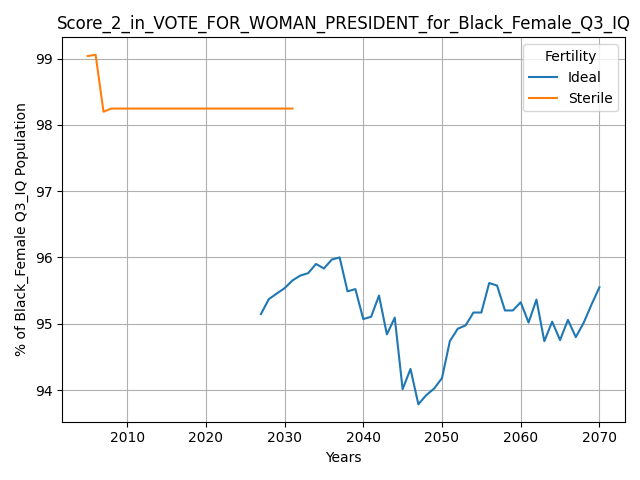 Score_2_in_VOTE_FOR_WOMAN_PRESIDENT_for_Black_Female_Q3_IQ
Fertility
Ideal
Sterile
% of Black_Female Q3_IQ Population
99
98
97
96
95
94
2010 2020 2030 2040 2050 2060 2070
Years